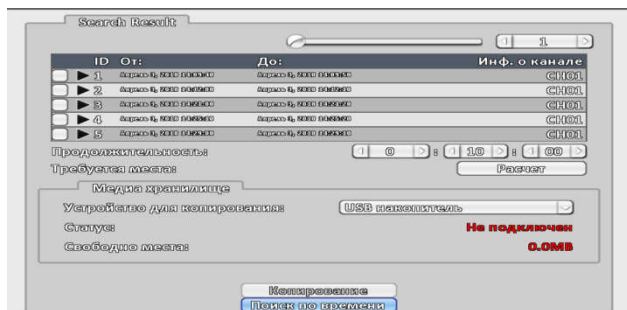 Search Result
1
ID От: До: Инф. о канале
1 CH01
2 CH01
3 CH01
4 CH01
5 CH01
Продолжительность: 0 : 10 : 00
Требуется места: Расчет
Медиа хранилище
Устройство для копирования: USB накопитель
Статус: Не подключен
Свободно места: 0.0MB
Копирование
Поиск по времени